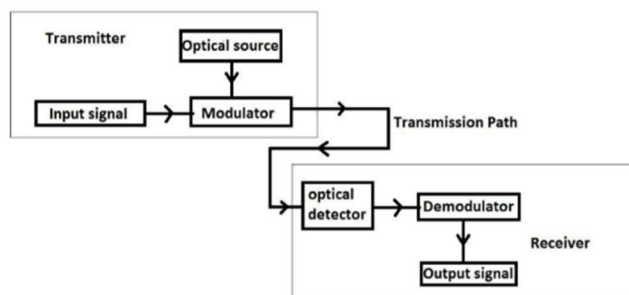 Transmitter
Optical source
Input signal
Modulator
Transmission Path
optical
detector
Demodulator
Receiver
Output signal